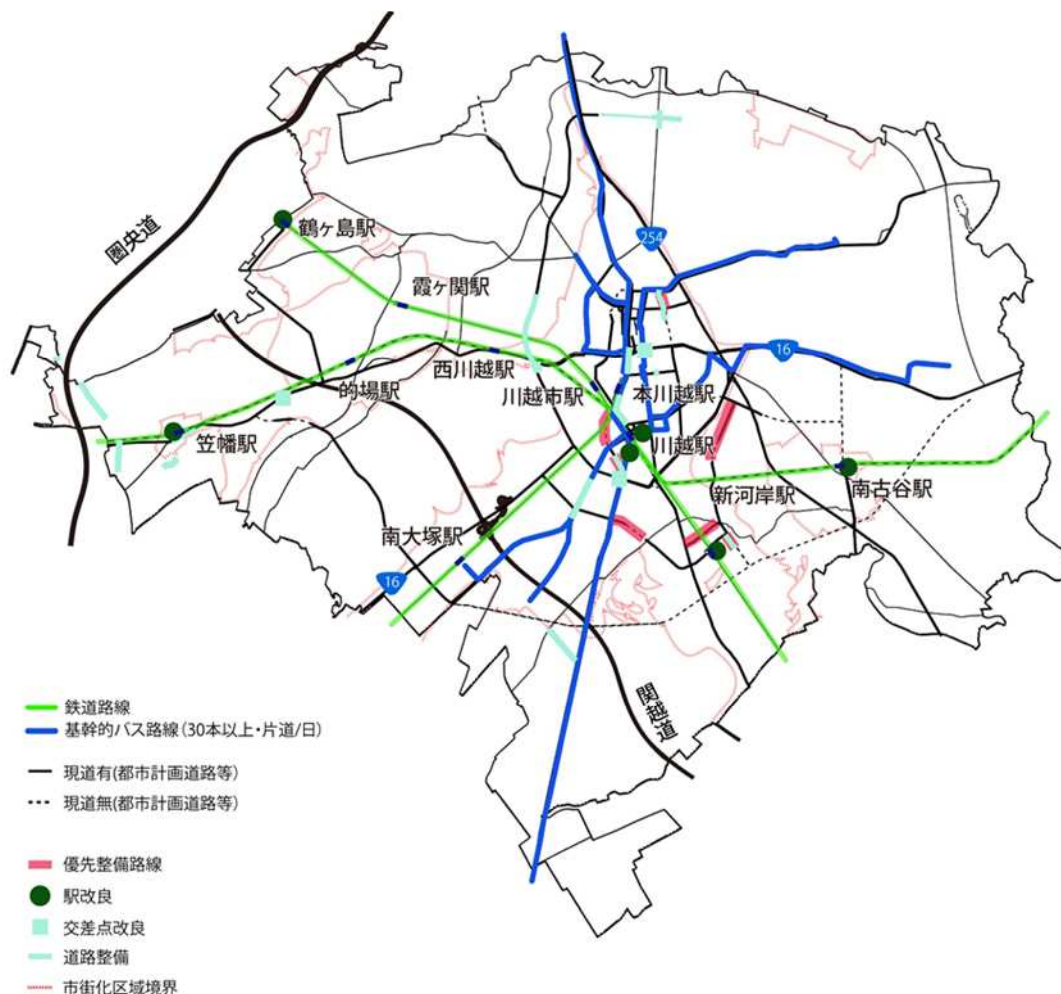 圏央道
鶴ヶ島駅
254
霞ヶ関駅
16
西川越駅
的場駅
川越市駅
本川越駅
笠幡駅
川越駅
新河岸駅
南古谷駅
南大塚駅
16
関越道
鉄道路線
基幹的バス路線(30本以上・片道/日)
現道有(都市計画道路等)
現道無(都市計画道路等)
優先整備路線
駅改良
交差点改良
道路整備
市街化区域境界